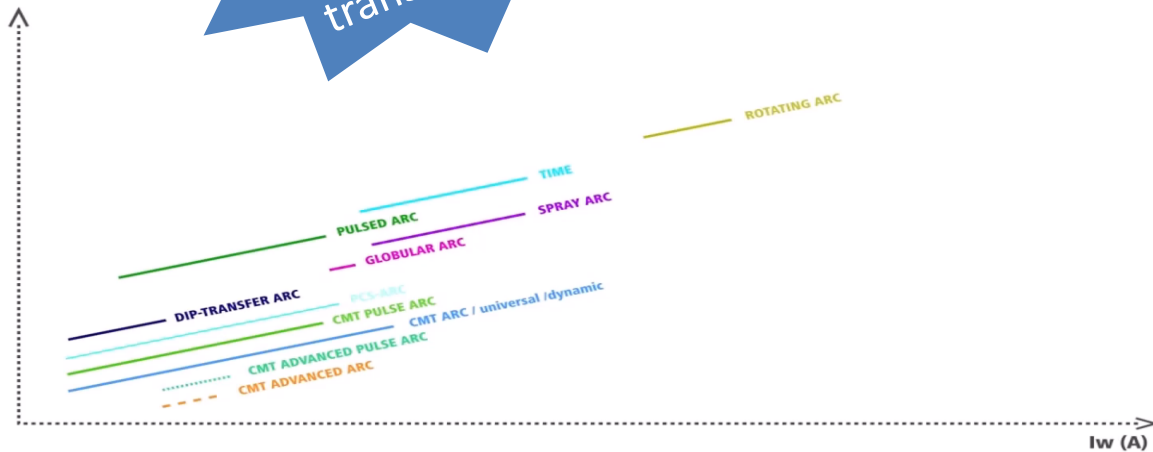 ROTATING ARC
TIME
SPRAY ARC
PULSED ARC
GLOBULAR ARC
DIP-TRANSFER ARC
PCS-ARC
CMT PULSE ARC
CMT ARC / universal /dynamic
CMT ADVANCED PULSE ARC
CMT ADVANCED ARC
Iw (A)